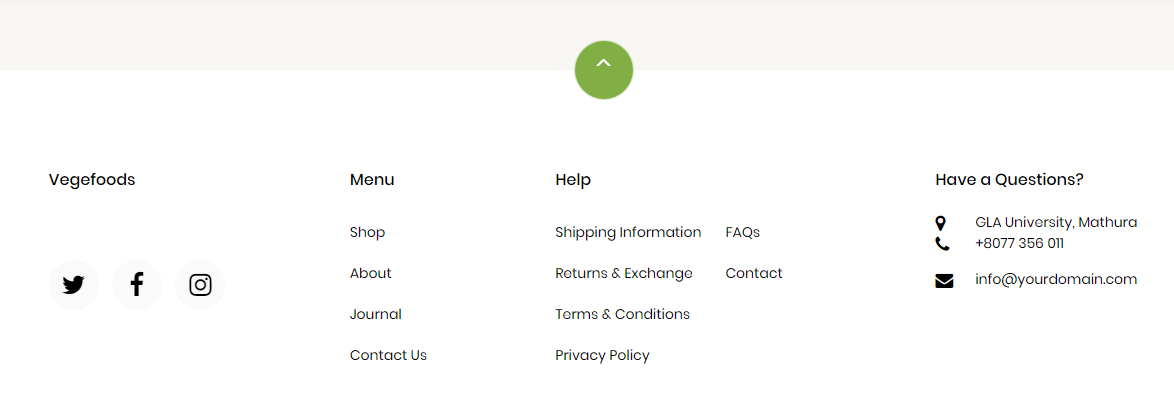 Vegefoods
Menu
Shop
About
Journal
Contact Us
Help
Shipping Information
Returns & Exchange
Terms & Conditions
Privacy Policy
FAQs
Contact
Have a Questions?
GLA University, Mathura
+8077 356 011
info@yourdomain.com